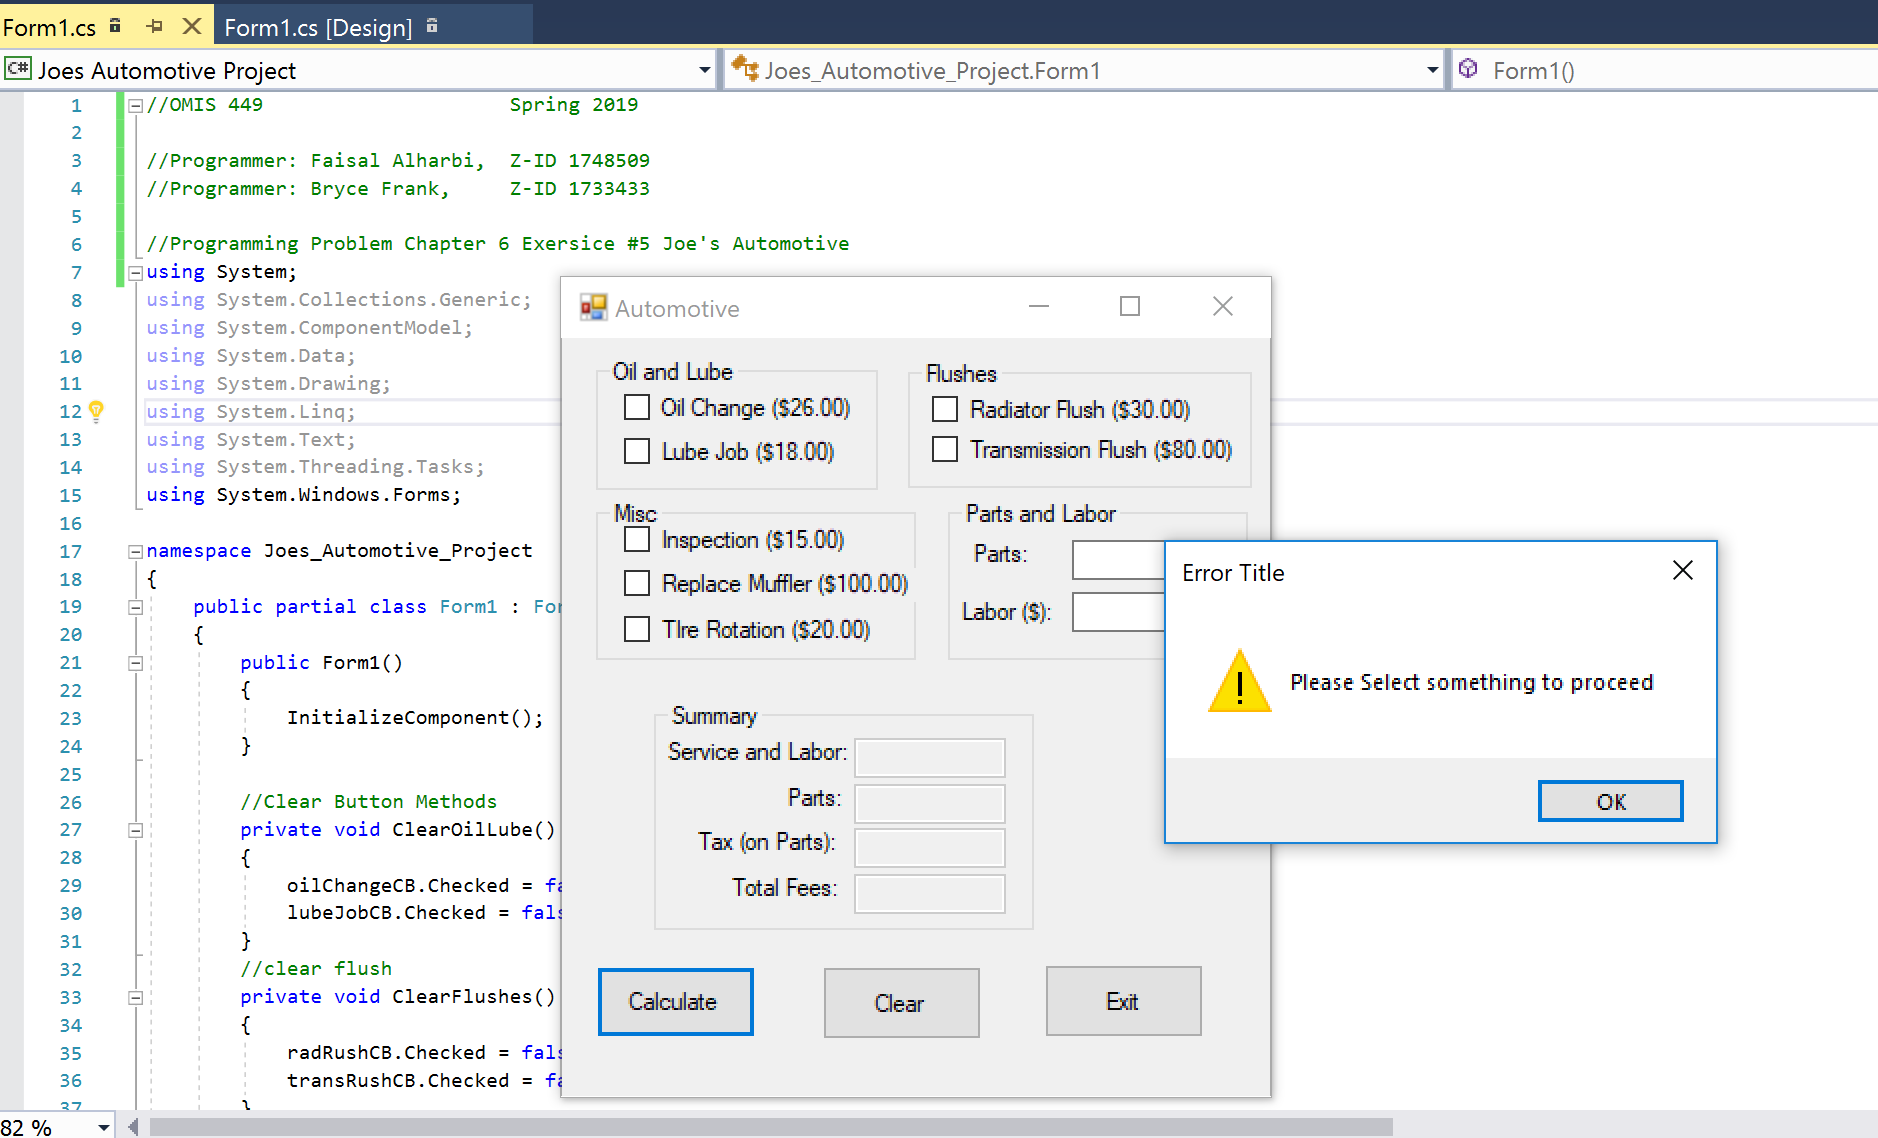 Form1.cs
Form1.cs [Design]
C# Joes Automotive Project
Joes_Automotive_Project.Form1
Form1()
1 //OMIS 449 Spring 2019
2
3 //Programmer: Faisal Alharbi, Z-ID 1748509
4 //Programmer: Bryce Frank, Z-ID 1733433
5
6 //Programming Problem Chapter 6 Exersice #5 Joe's Automotive
7 using System;
8 using System.Collections.Generic;
9 using System.ComponentModel;
10 using System.Data;
11 using System.Drawing;
12 using System.Linq;
13 using System.Text;
14 using System.Threading.Tasks;
15 using System.Windows.Forms;
16
17 namespace Joes_Automotive_Project
18 {
19 public partial class Form1 : For
20 {
21 public Form1()
22 {
23 InitializeComponent();
24 }
25
26 //Clear Button Methods
27 private void ClearOilLube()
28 {
29 oilChangeCB.Checked = fa
30 lubeJobCB.Checked = fals
31 }
32 //clear flush
33 private void ClearFlushes()
34 {
35 radRushCB.Checked = fals
36 transRushCB.Checked = fa
37 }
82 %
Automotive
Oil and Lube
Oil Change ($26.00)
Lube Job ($18.00)
Flushes
Radiator Flush ($30.00)
Transmission Flush ($80.00)
Misc
Inspection ($15.00)
Replace Muffler ($100.00)
TIre Rotation ($20.00)
Parts and Labor
Parts:
Labor ($):
Summary
Service and Labor:
Parts:
Tax (on Parts):
Total Fees:
Calculate
Clear
Exit
Error Title
Please Select something to proceed
OK